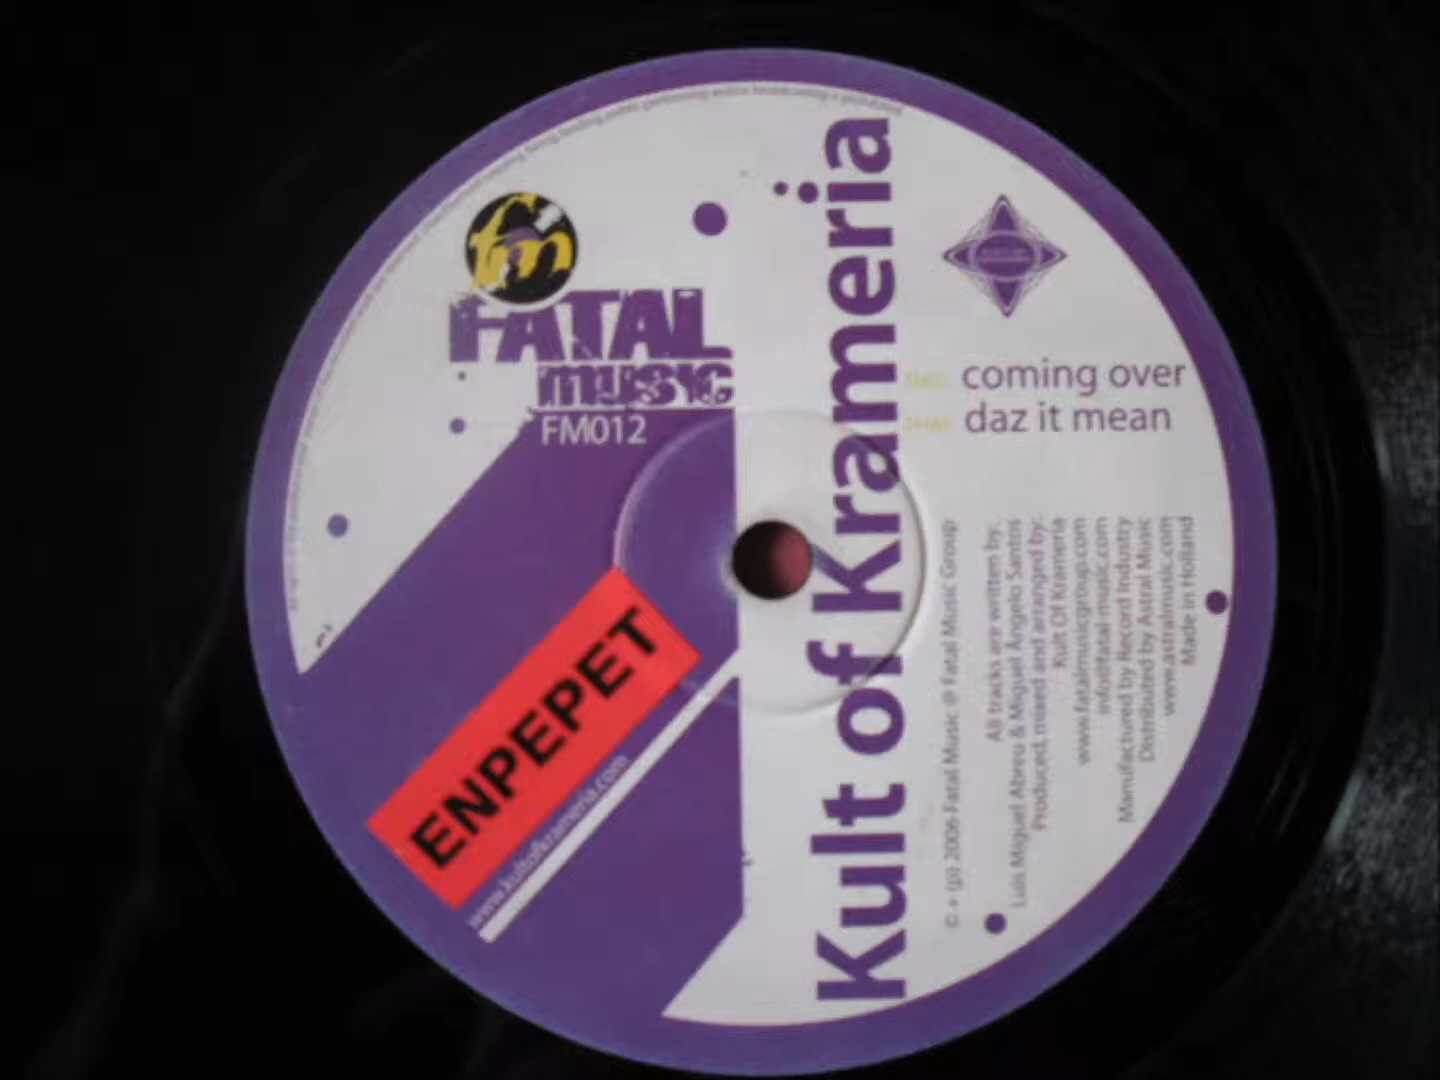 fm
FATAL
music
FM012
Kult of Krameria
coming over
daz it mean
ENPEPET
www.kultofkrameria.com
© + (p) 2006 Fatal Music @ Fatal Music Group
All tracks are written by:
Luis Miguel Abreu & Miguel Ângelo Santos
Produced, mixed and arranged by:
Kult Of Krameria
www.fatalmusicgroup.com
info@fatal-music.com
Manufactured by Record Industry
Distributed by Astral Music
www.astralmusic.com
Made in Holland